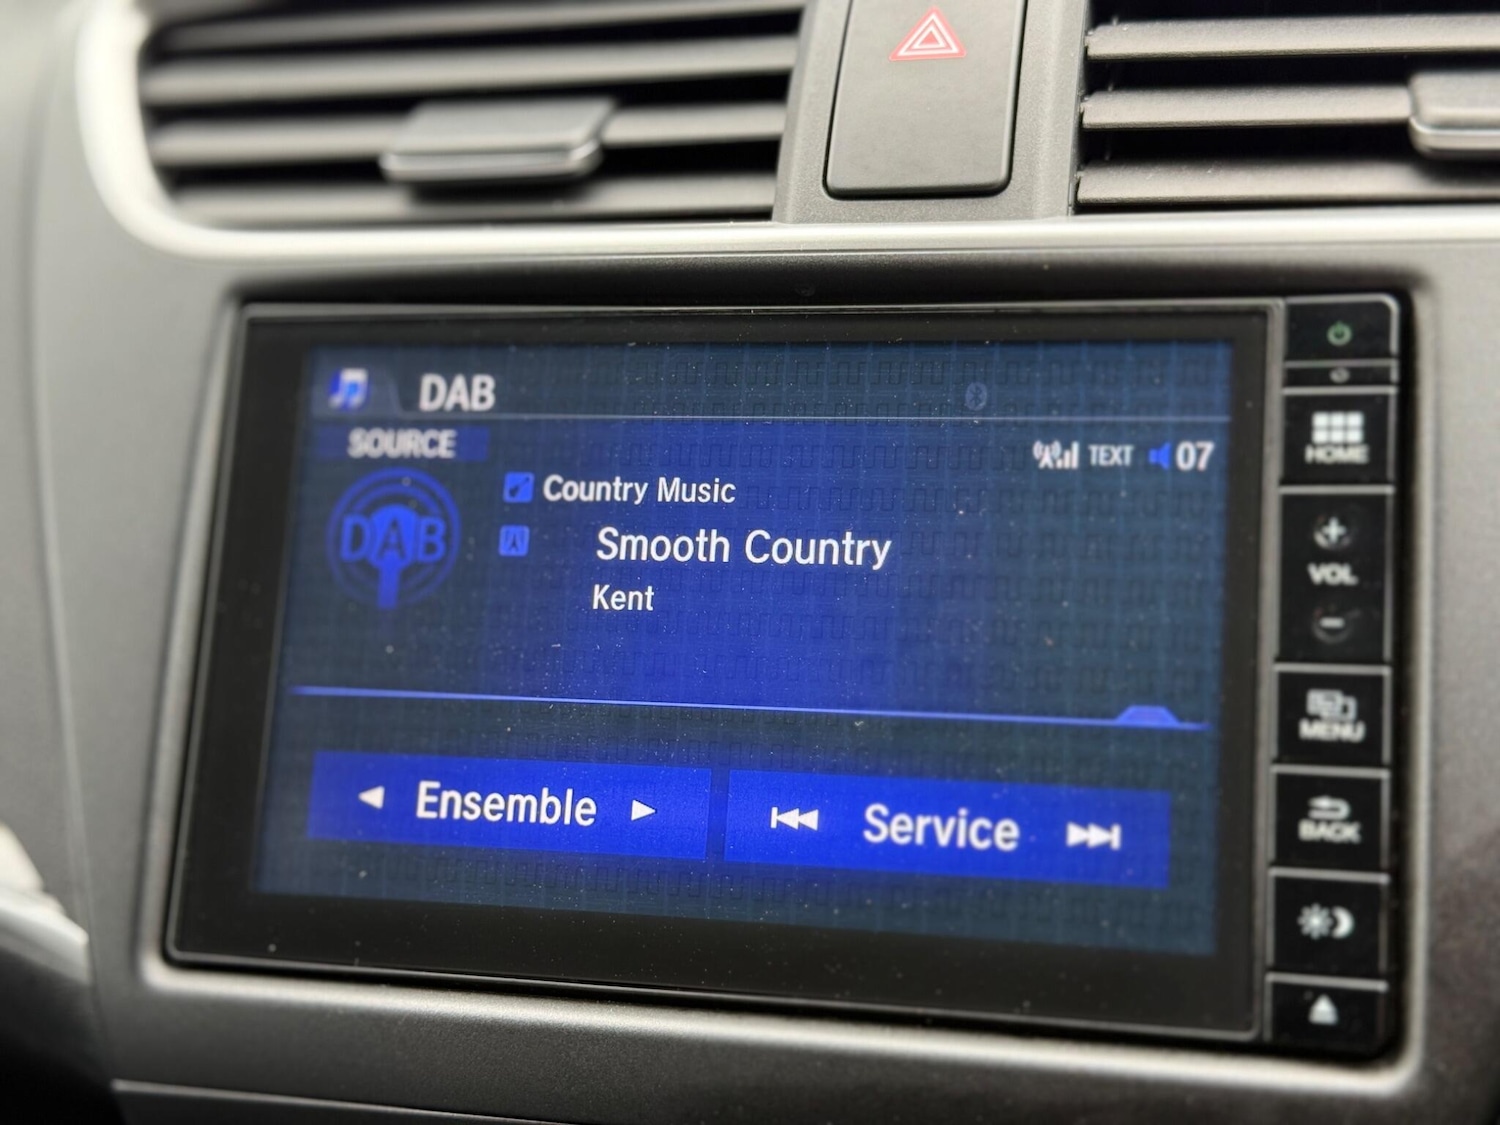 DAB
SOURCE
TEXT 07
DAB
Country Music
Smooth Country
Kent
Ensemble
Service
HOME
+
VOL
-
MENU
BACK